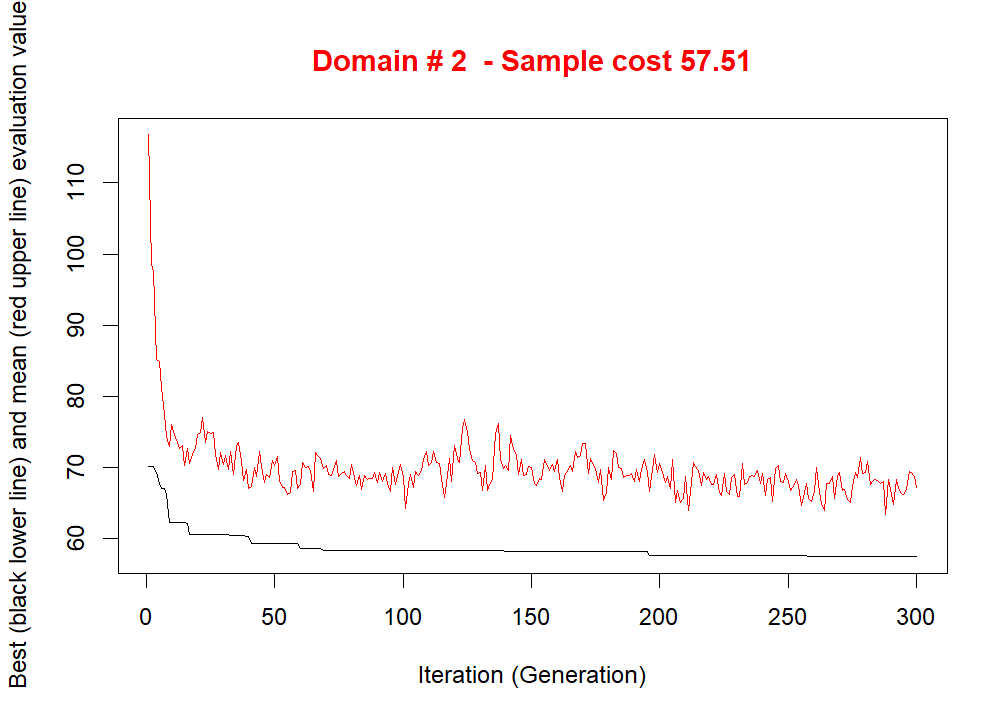 Domain # 2  - Sample cost 57.51
Best (black lower line) and mean (red upper line) evaluation value
110
100
90
80
70
60
0 50 100 150 200 250 300
Iteration (Generation)